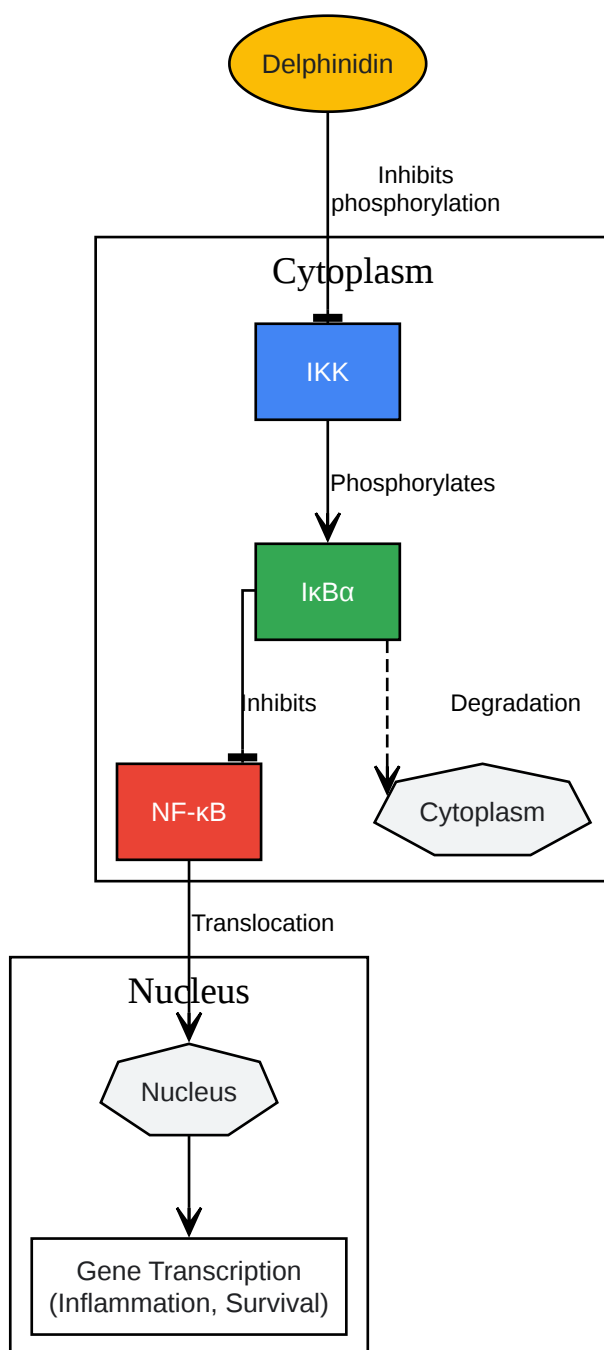 Delphinidin
Inhibits
phosphorylation
Cytoplasm
IKK
Phosphorylates
IκBα
Inhibits
Degradation
NF-κB
Cytoplasm
Translocation
Nucleus
Nucleus
Gene Transcription
(Inflammation, Survival)